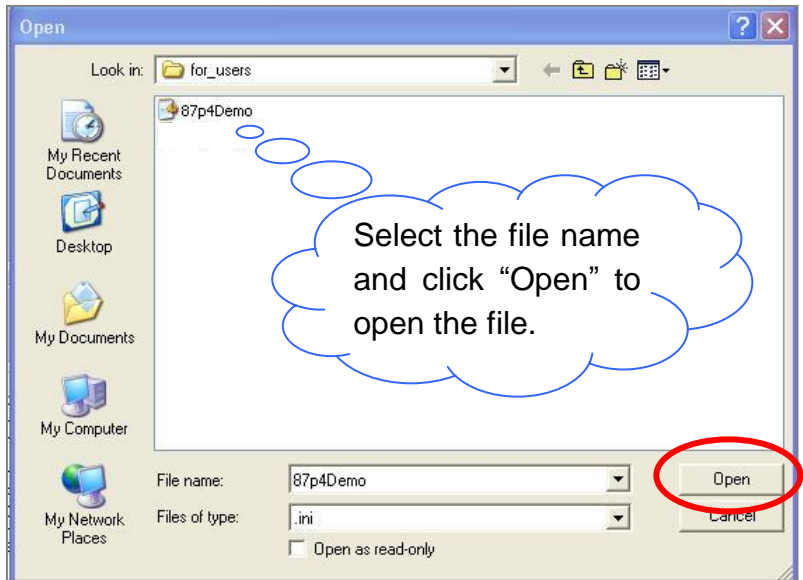 Open
Look in: for_users
87p4Demo
My Recent
Documents
Desktop
My Documents
My Computer
My Network
Places
Select the file name
and click “Open” to
open the file.
File name: 87p4Demo Open
Files of type: .ini Cancel
Open as read-only